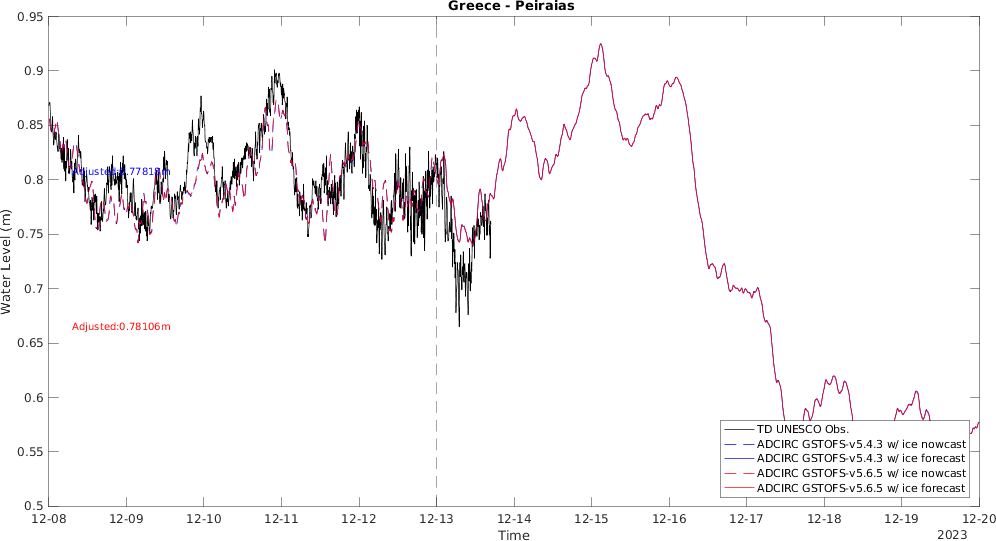 Greece - Peiraias
0.95
0.9
0.85
0.8
0.75
0.7
0.65
0.6
0.55
0.5
Water Level (m)
Adjusted:0.77818m
Adjusted:0.78106m
TD UNESCO Obs.
ADCIRC GSTOFS-v5.4.3 w/ ice nowcast
ADCIRC GSTOFS-v5.4.3 w/ ice forecast
ADCIRC GSTOFS-v5.6.5 w/ ice nowcast
ADCIRC GSTOFS-v5.6.5 w/ ice forecast
12-08 12-09 12-10 12-11 12-12 12-13 12-14 12-15 12-16 12-17 12-18 12-19 12-20
Time
2023